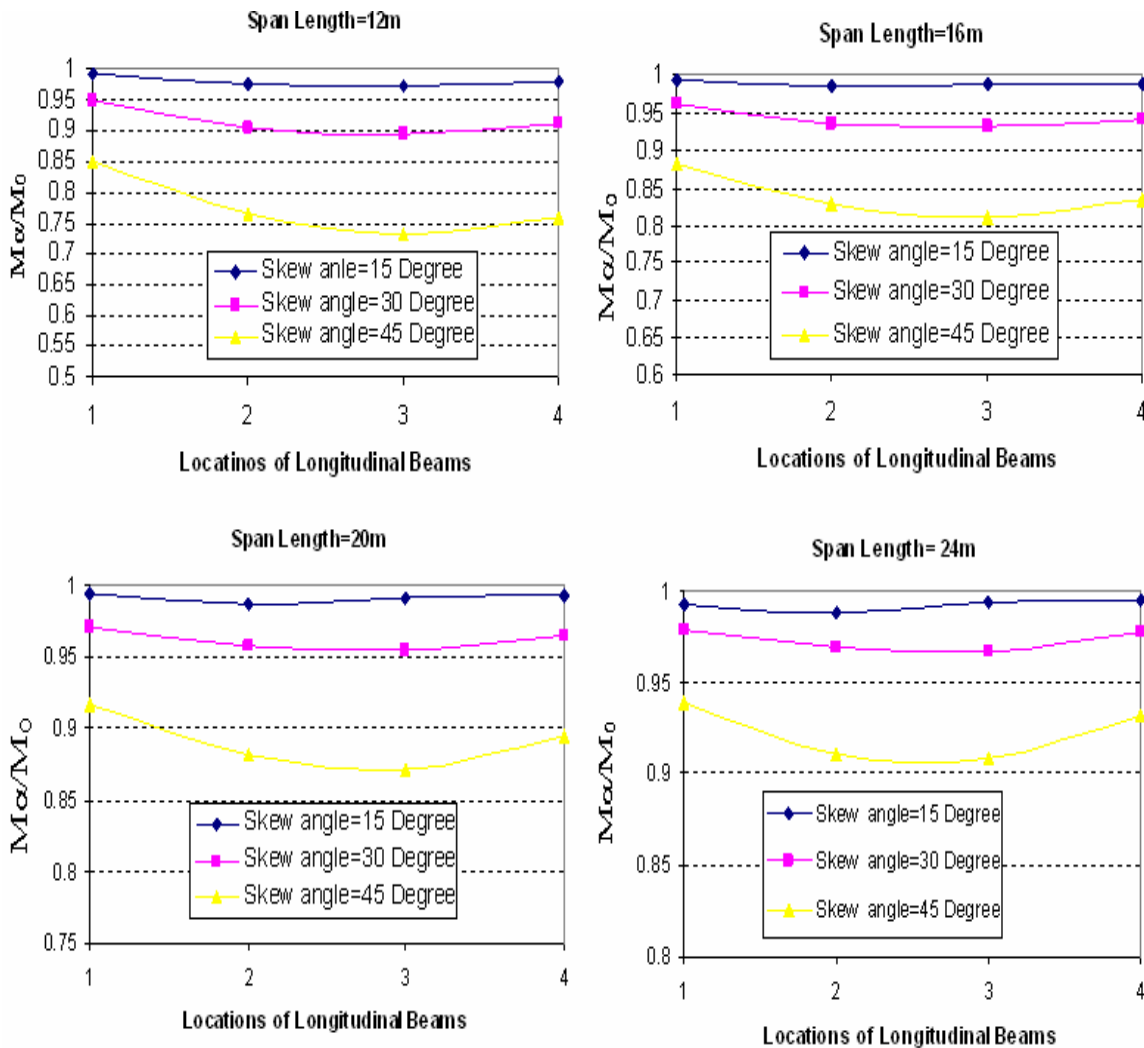 Span Length=12m
1
0.95
0.9
0.85
0.8
0.75
0.7
0.65
0.6
0.55
0.5
Mα/M0
Skew anle=15 Degree
Skew angle=30 Degree
Skew angle=45 Degree
1 2 3 4
Locatinos of Longitudinal Beams
Span Length=16m
1
0.95
0.9
0.85
0.8
0.75
0.7
0.65
0.6
Mα/M0
Skew angle=15 Degree
Skew angle=30 Degree
Skew angle=45 Degree
1 2 3 4
Locations of Longitudinal Beams
Span Length=20m
1
0.95
0.9
0.85
0.8
0.75
Mα/M0
Skew angle=15 Degree
Skew angle=30 Degree
Skew angle=45 Degree
1 2 3 4
Locations of Longitudinal Beams
Span Length= 24m
1
0.95
0.9
0.85
0.8
Mα/M0
Skew angle=15 Degree
Skew angle=30 Degree
Skew angle=45 Degree
1 2 3 4
Locations of Longitudinal Beams